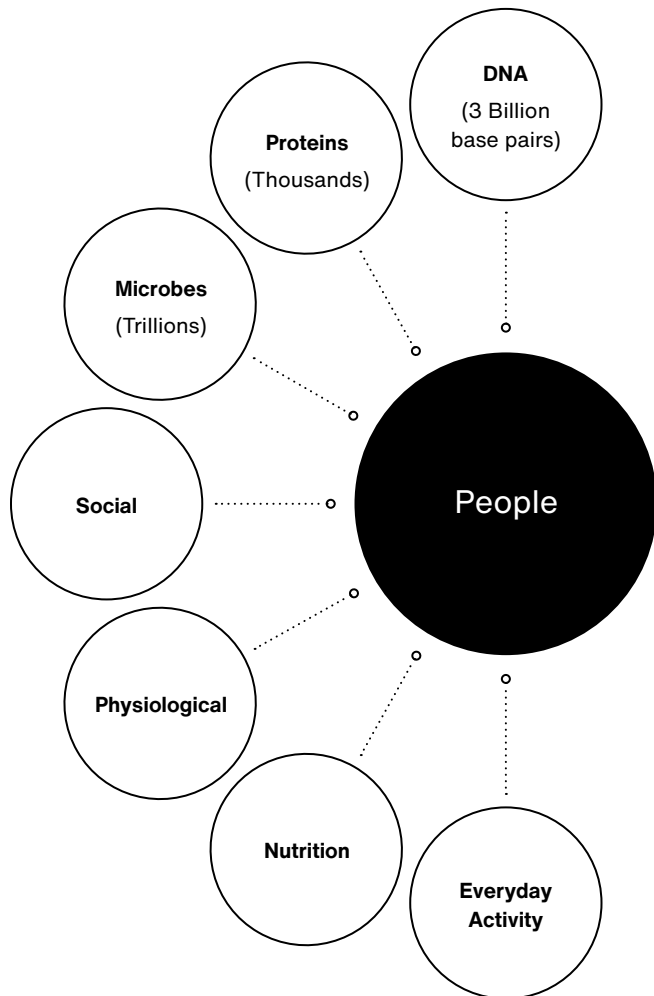 DNA
(3 Billion
base pairs)
Proteins
(Thousands)
Microbes
(Trillions)
Social
People
Physiological
Nutrition
Everyday
Activity